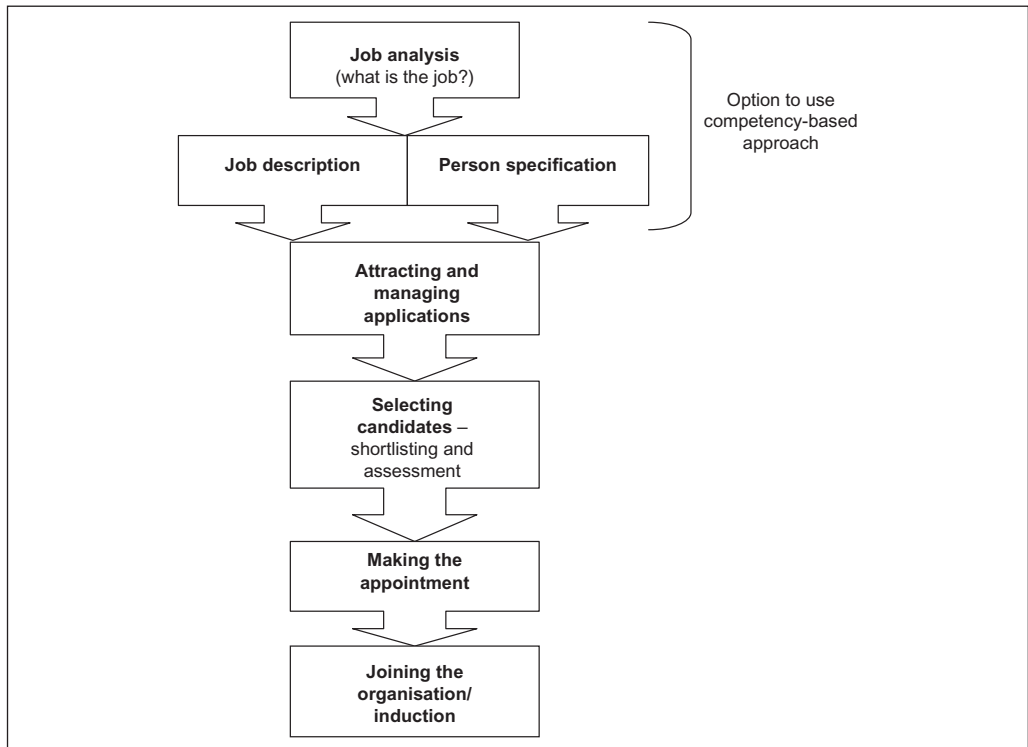 Job analysis
(what is the job?)
Option to use
competency-based
approach
Job description
Person specification
Attracting and
managing
applications
Selecting
candidates –
shortlisting and
assessment
Making the
appointment
Joining the
organisation/
induction